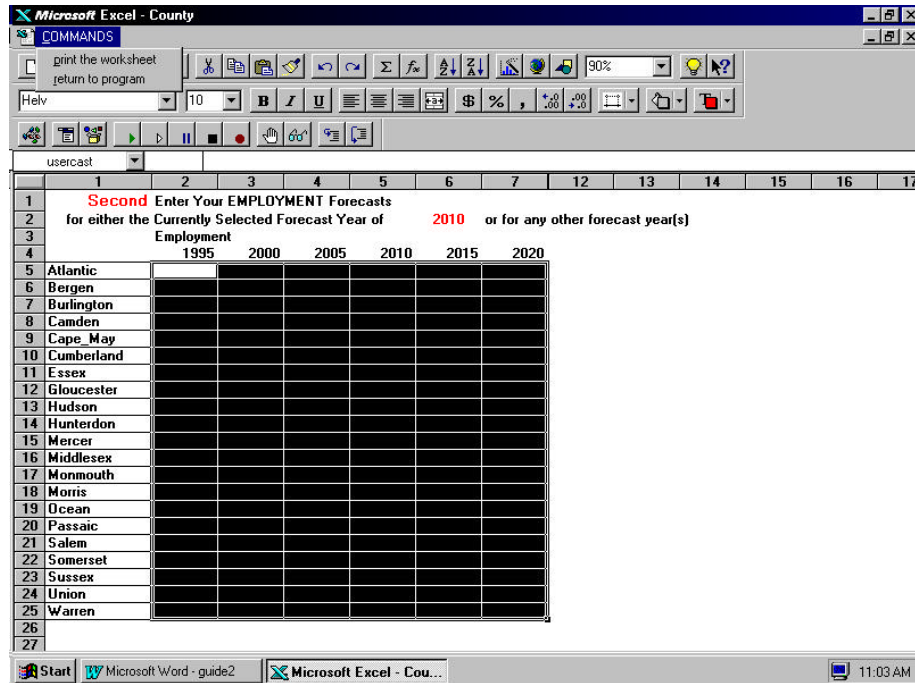 Microsoft Excel - County
COMMANDS
print the worksheet
return to program
90%
Helv 10 B I U $ % ,
usercast
1 2 3 4 5 6 7 12 13 14 15 16 17
1 Second Enter Your EMPLOYMENT Forecasts
2 for either the Currently Selected Forecast Year of 2010 or for any other forecast year(s)
3 Employment
4 1995 2000 2005 2010 2015 2020
5 Atlantic
6 Bergen
7 Burlington
8 Camden
9 Cape_May
10 Cumberland
11 Essex
12 Gloucester
13 Hudson
14 Hunterdon
15 Mercer
16 Middlesex
17 Monmouth
18 Morris
19 Ocean
20 Passaic
21 Salem
22 Somerset
23 Sussex
24 Union
25 Warren
26
27
Start Microsoft Word - guide2 Microsoft Excel - Cou... 11:03 AM